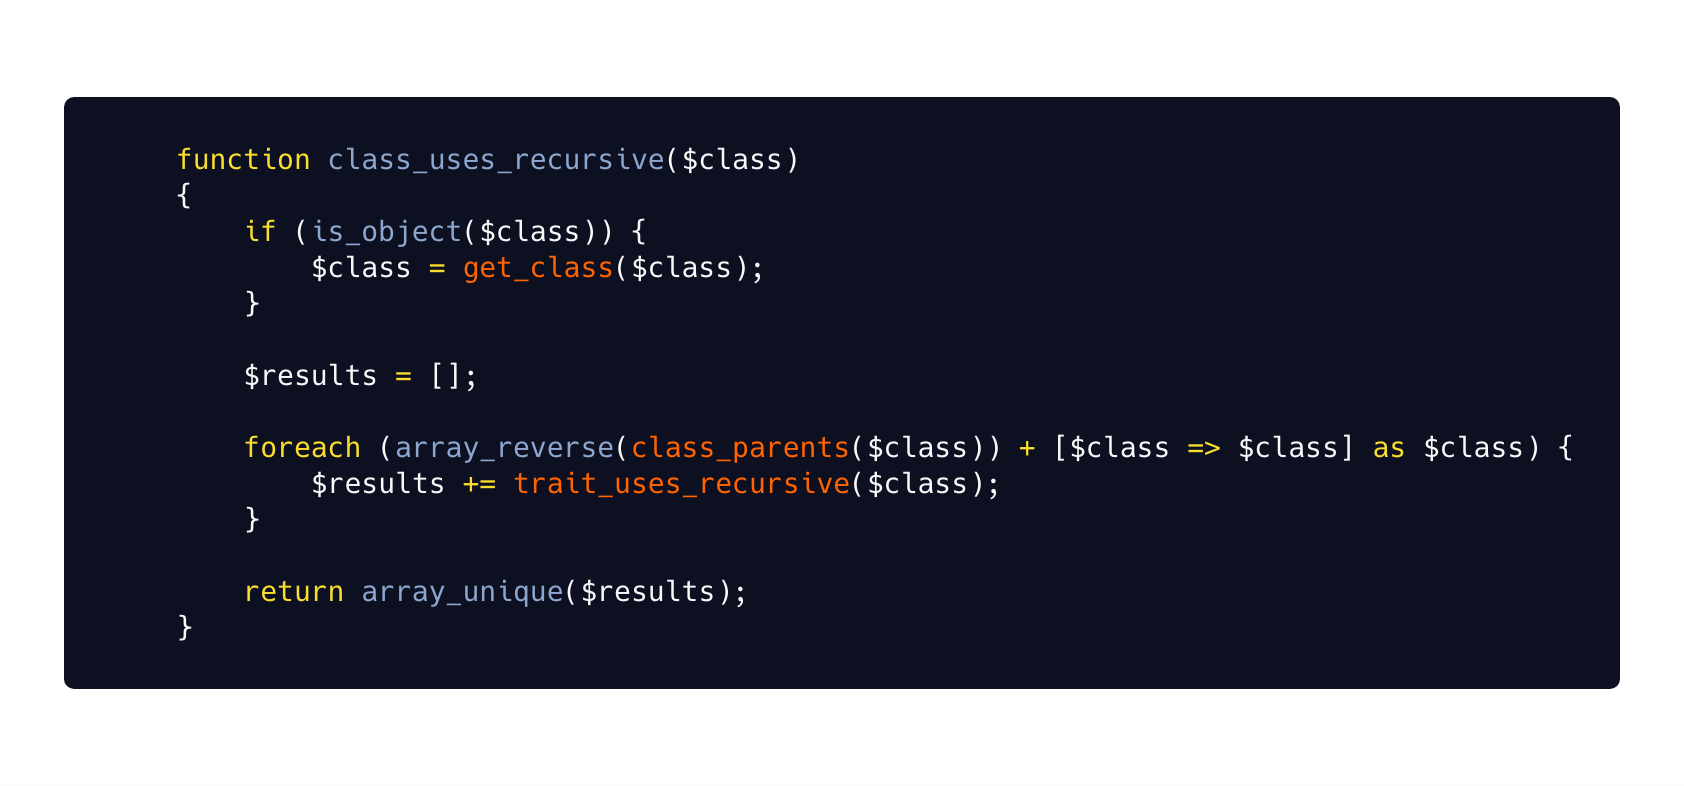 function class_uses_recursive($class)
{
    if (is_object($class)) {
        $class = get_class($class);
    }

    $results = [];

    foreach (array_reverse(class_parents($class)) + [$class => $class] as $class) {
        $results += trait_uses_recursive($class);
    }

    return array_unique($results);
}